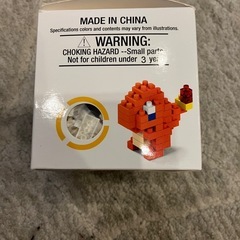 MADE IN CHINA
Specifications colors and contents may vary from illustrations.
WARNING:
CHOKING HAZARD --Small parts
Not for children under 3 years